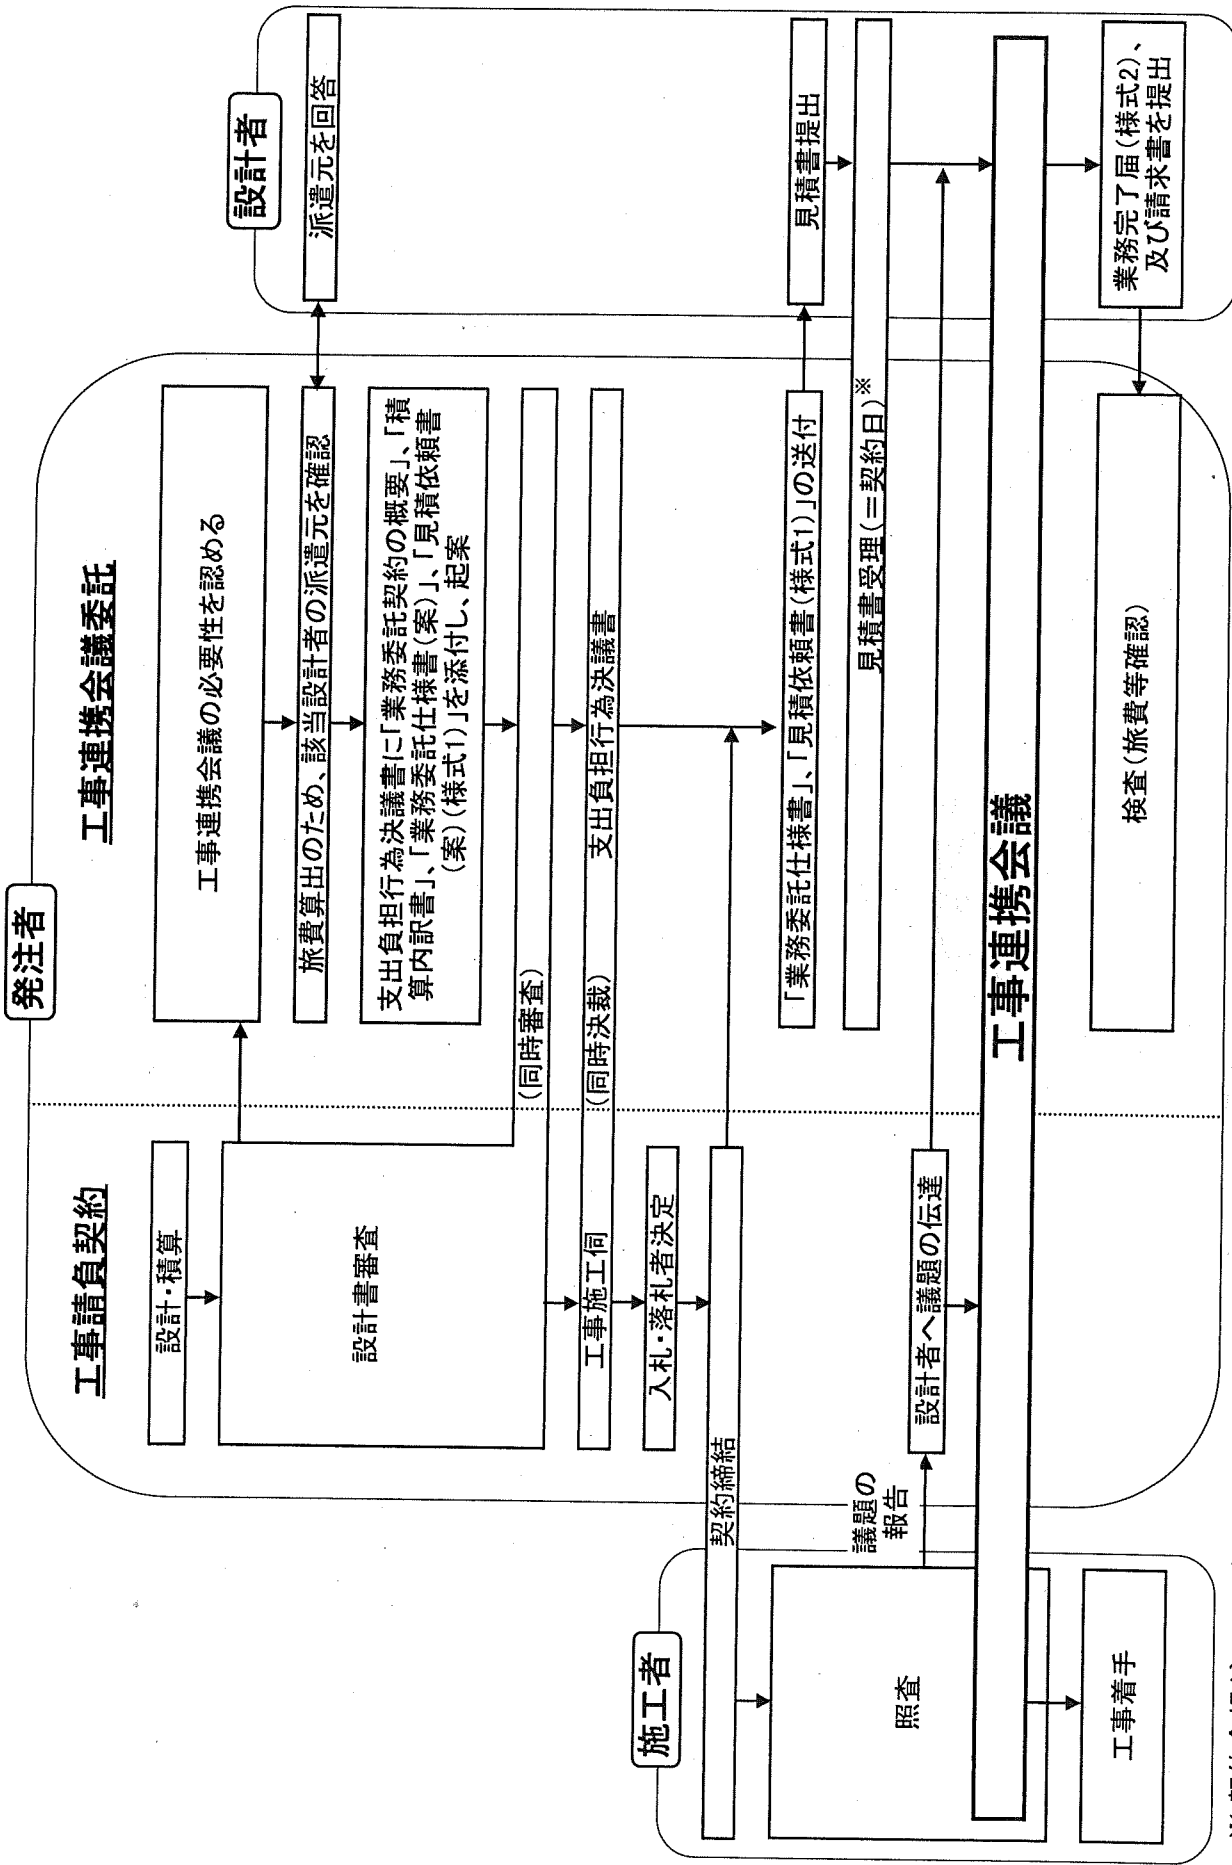 発注者
工事請負契約
設計・積算
設計書審査
工事施工伺
入札・落札者決定
契約締結
設計者へ議題の伝達
工事連携会議委託
工事連携会議の必要性を認める
旅費算出のため、該当設計者の派遣元を確認
支出負担行為決議書に「業務委託契約の概要」、「積
算内訳書」、「業務委託仕様書(案)」、「見積依頼書
(案)(様式1)」を添付し、起案
(同時審査)
(同時決裁)
支出負担行為決議書
「業務委託仕様書」、「見積依頼書(様式1)」の送付
見積書受理(=契約日)※
工事連携会議
検査(旅費等確認)
設計者
派遣元を回答
見積書提出
業務完了届(様式2)、
及び請求書を提出
施工者
照査
議題の
報告
工事着手